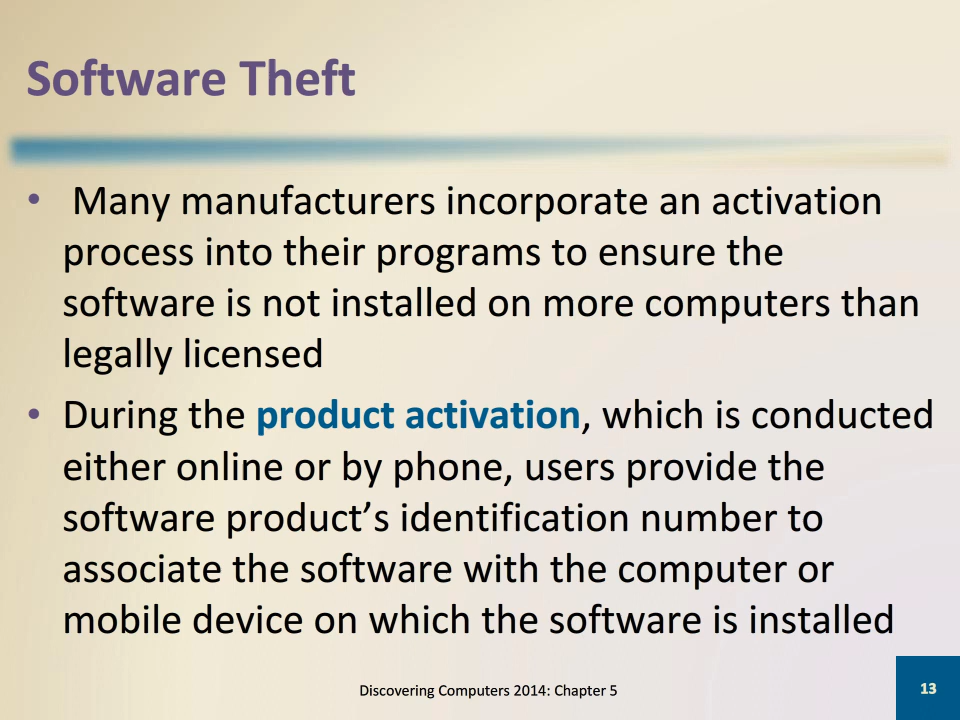 Software Theft
• Many manufacturers incorporate an activation
process into their programs to ensure the
software is not installed on more computers than
legally licensed
• During the product activation, which is conducted
either online or by phone, users provide the
software product’s identification number to
associate the software with the computer or
mobile device on which the software is installed
Discovering Computers 2014: Chapter 5
13